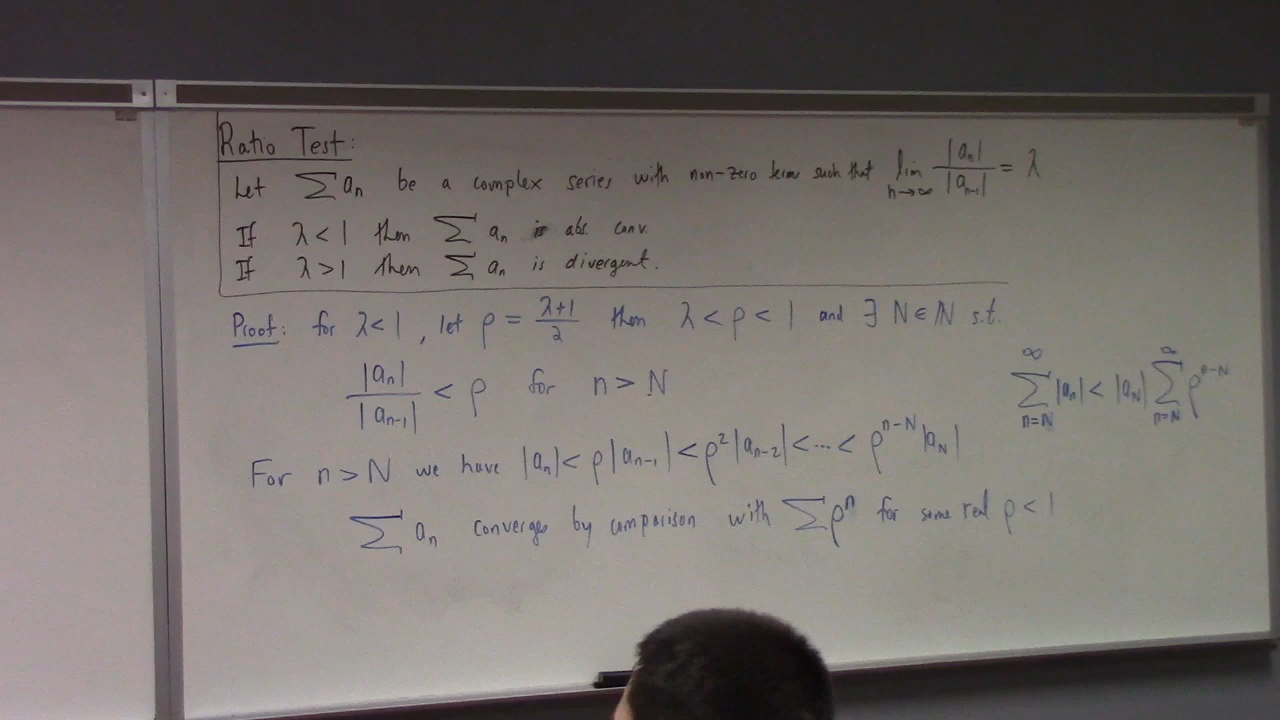 Ratio Test:
Let ∑ aₙ be a complex series with non-zero terms such that lim_{n→∞} |aₙ|/|aₙ₋₁| = λ
If λ < 1 then ∑ aₙ is abs. conv.
If λ > 1 then ∑ aₙ is divergent.
Proof: for λ < 1, let ρ = (λ+1)/2 then λ < ρ < 1 and ∃ N ∈ ℕ s.t.
|aₙ|/|aₙ₋₁| < ρ for n > N
∑_{n=N}^{∞} |aₙ| < |a_N| ∑_{n=N}^{∞} ρ^{n-N}
For n > N we have |aₙ| < ρ|aₙ₋₁| < ρ²|aₙ₋₂| < ... < ρ^{n-N}|a_N|
∑ aₙ converges by comparison with ∑ ρⁿ for some real ρ < 1